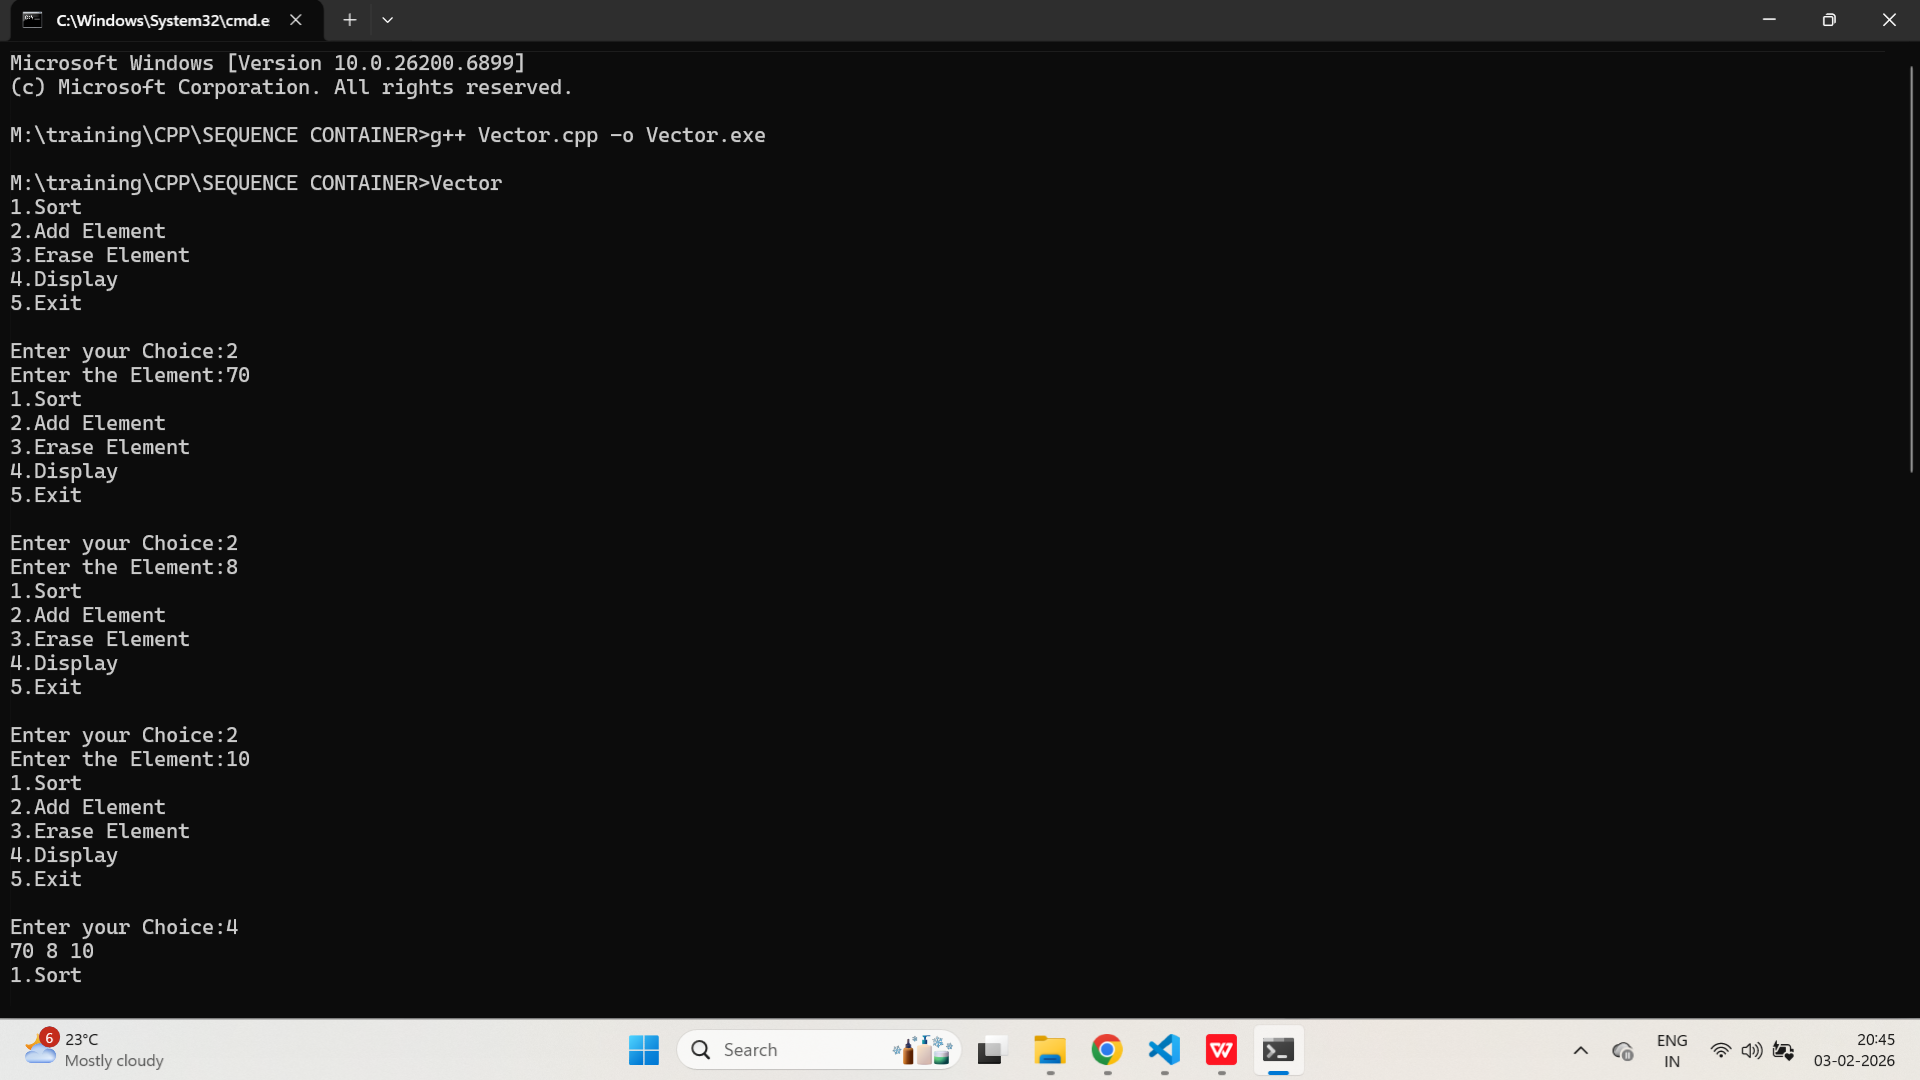 C:\Windows\System32\cmd.e
Microsoft Windows [Version 10.0.26200.6899]
(c) Microsoft Corporation. All rights reserved.
M:\training\CPP\SEQUENCE CONTAINER>g++ Vector.cpp -o Vector.exe
M:\training\CPP\SEQUENCE CONTAINER>Vector
1.Sort
2.Add Element
3.Erase Element
4.Display
5.Exit
Enter your Choice:2
Enter the Element:70
1.Sort
2.Add Element
3.Erase Element
4.Display
5.Exit
Enter your Choice:2
Enter the Element:8
1.Sort
2.Add Element
3.Erase Element
4.Display
5.Exit
Enter your Choice:2
Enter the Element:10
1.Sort
2.Add Element
3.Erase Element
4.Display
5.Exit
Enter your Choice:4
70 8 10
1.Sort
6
23°C
Mostly cloudy
Search
ENG
IN
20:45
03-02-2026